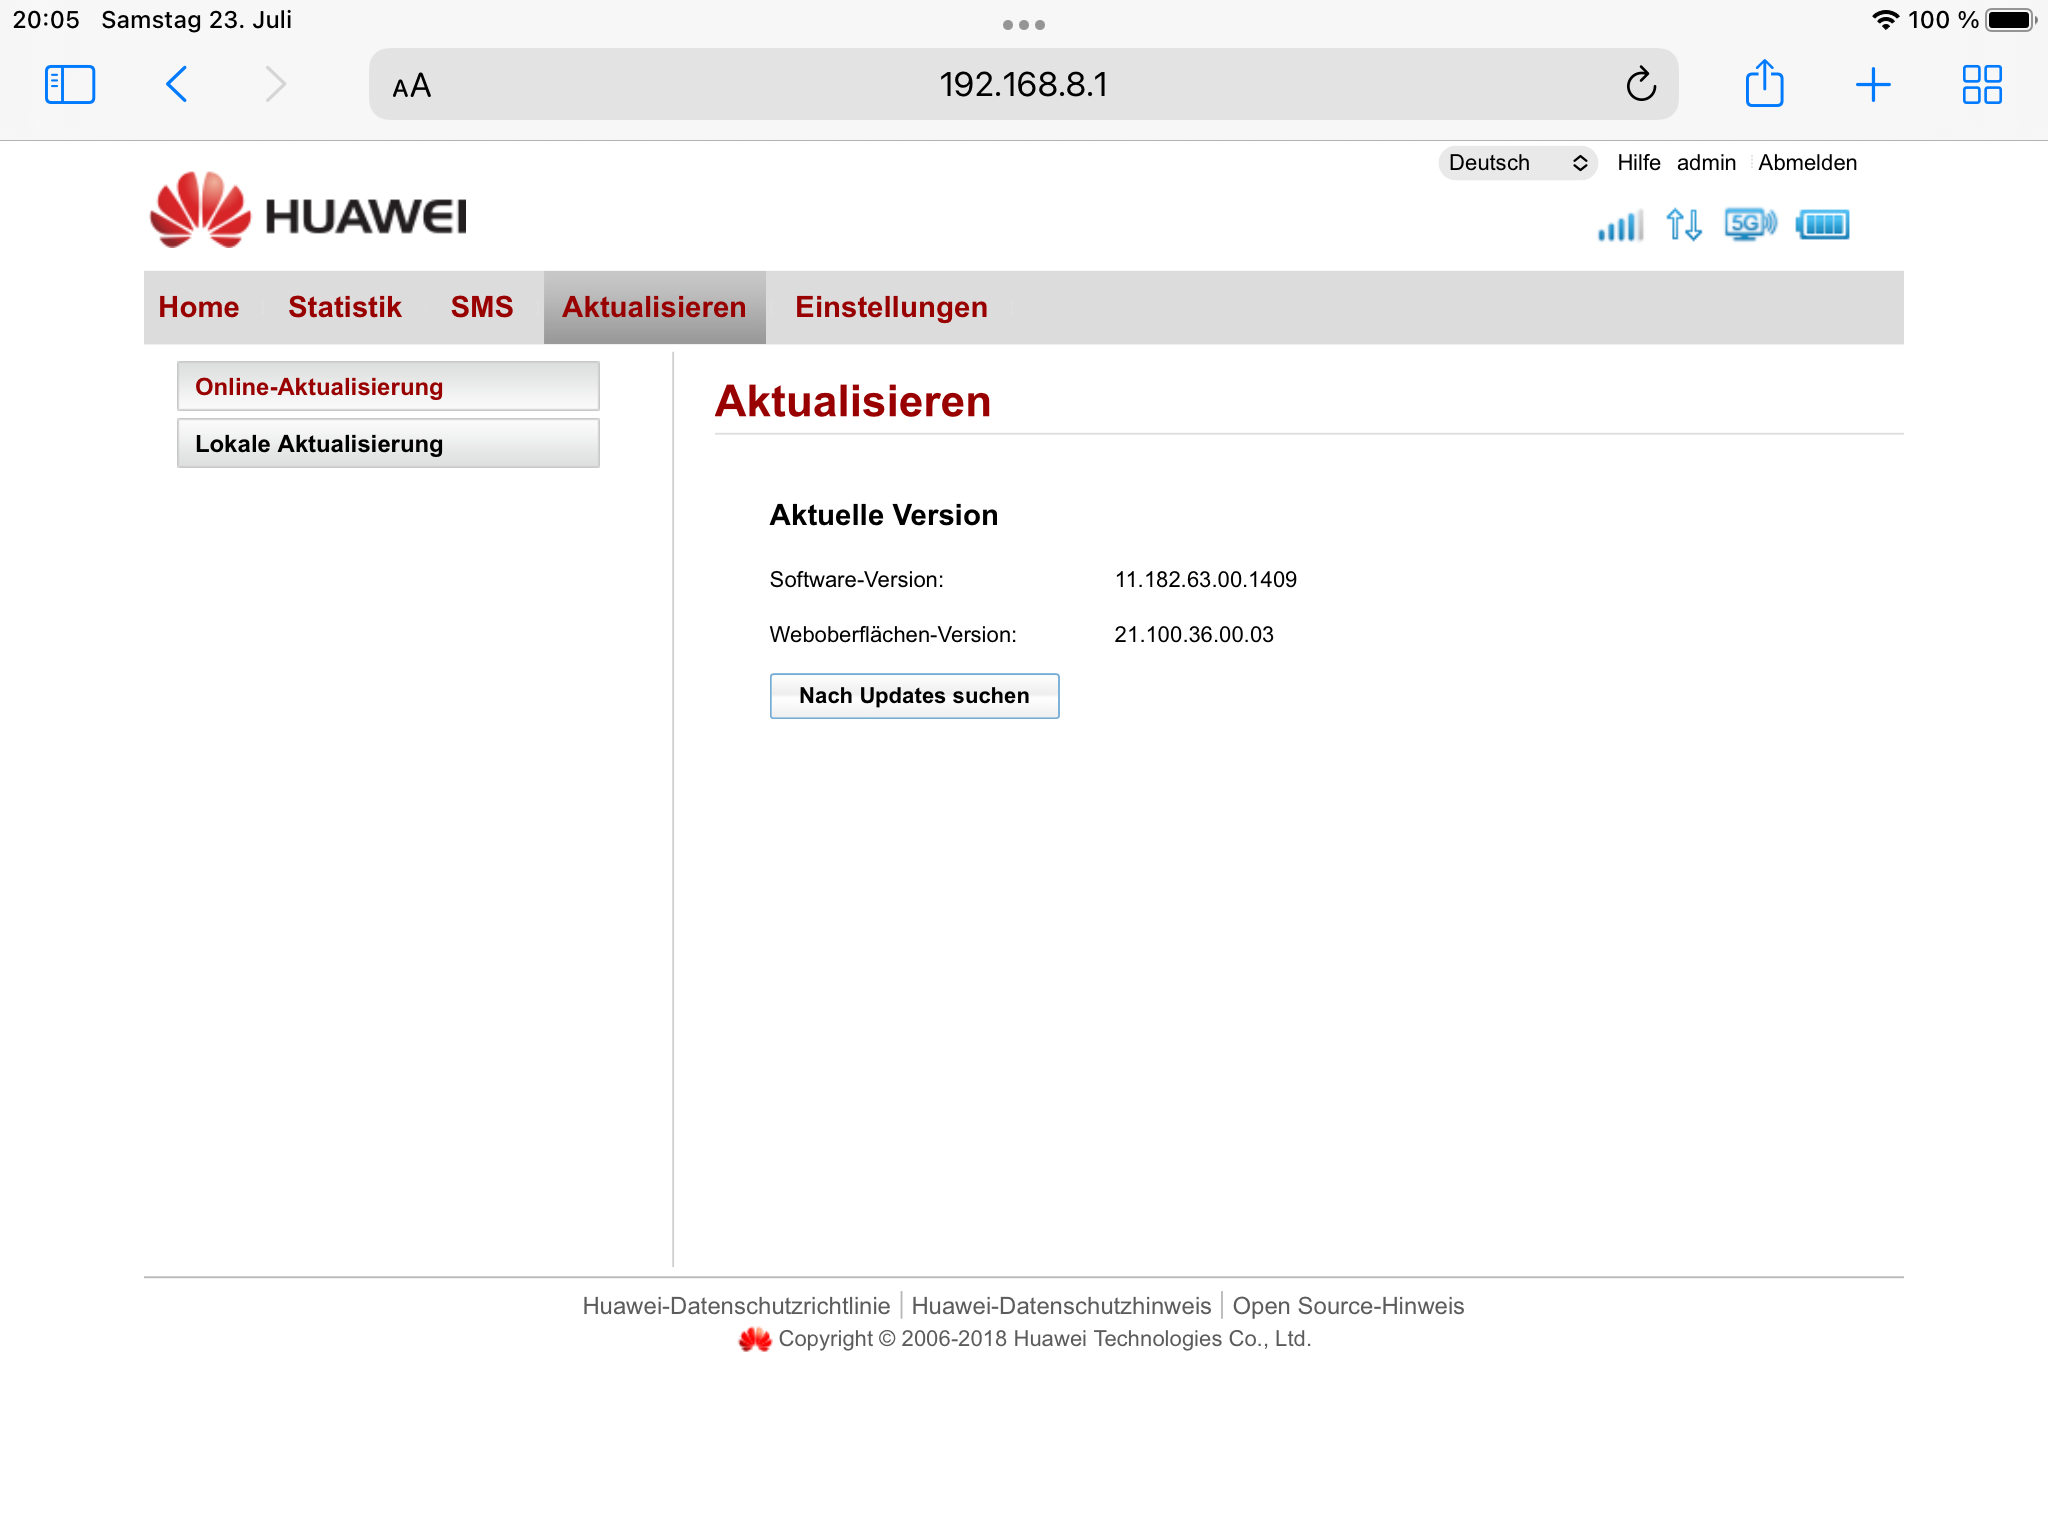 20:05 Samstag 23. Juli
100 %
AA 192.168.8.1
Deutsch Hilfe admin Abmelden
HUAWEI
5G
Home Statistik SMS Aktualisieren Einstellungen
Online-Aktualisierung
Lokale Aktualisierung
Aktualisieren
Aktuelle Version
Software-Version: 11.182.63.00.1409
Weboberflächen-Version: 21.100.36.00.03
Nach Updates suchen
Huawei-Datenschutzrichtlinie Huawei-Datenschutzhinweis Open Source-Hinweis
Copyright © 2006-2018 Huawei Technologies Co., Ltd.